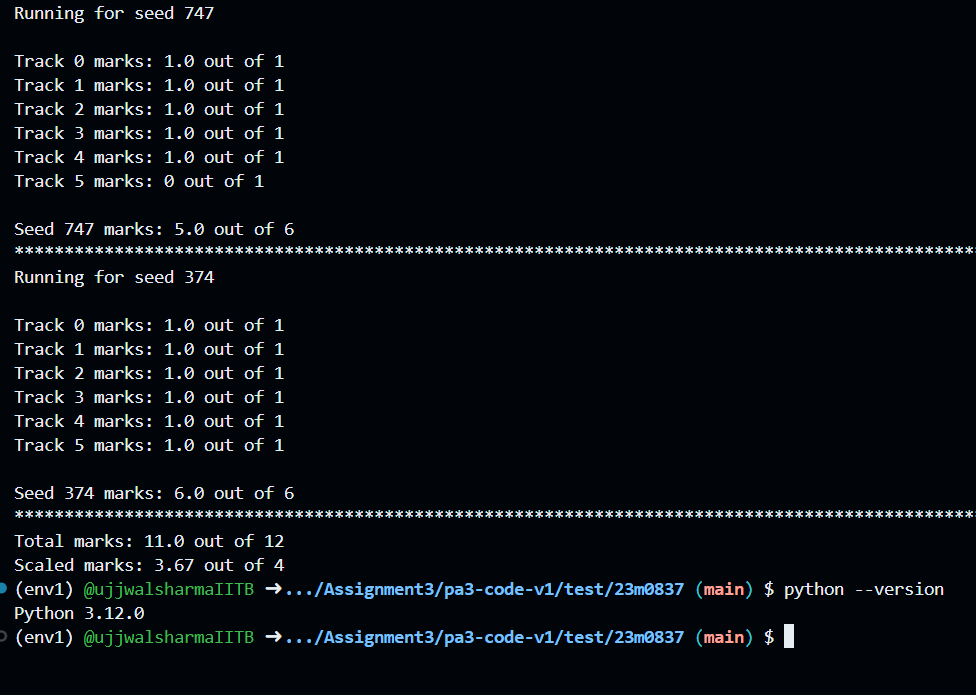 Running for seed 747
Track 0 marks: 1.0 out of 1
Track 1 marks: 1.0 out of 1
Track 2 marks: 1.0 out of 1
Track 3 marks: 1.0 out of 1
Track 4 marks: 1.0 out of 1
Track 5 marks: 0 out of 1
Seed 747 marks: 5.0 out of 6
************************************************************************************************
Running for seed 374
Track 0 marks: 1.0 out of 1
Track 1 marks: 1.0 out of 1
Track 2 marks: 1.0 out of 1
Track 3 marks: 1.0 out of 1
Track 4 marks: 1.0 out of 1
Track 5 marks: 1.0 out of 1
Seed 374 marks: 6.0 out of 6
************************************************************************************************
Total marks: 11.0 out of 12
Scaled marks: 3.67 out of 4
(env1) @ujjwalsharmaIITB ➜.../Assignment3/pa3-code-v1/test/23m0837 (main) $ python --version
Python 3.12.0
(env1) @ujjwalsharmaIITB ➜.../Assignment3/pa3-code-v1/test/23m0837 (main) $